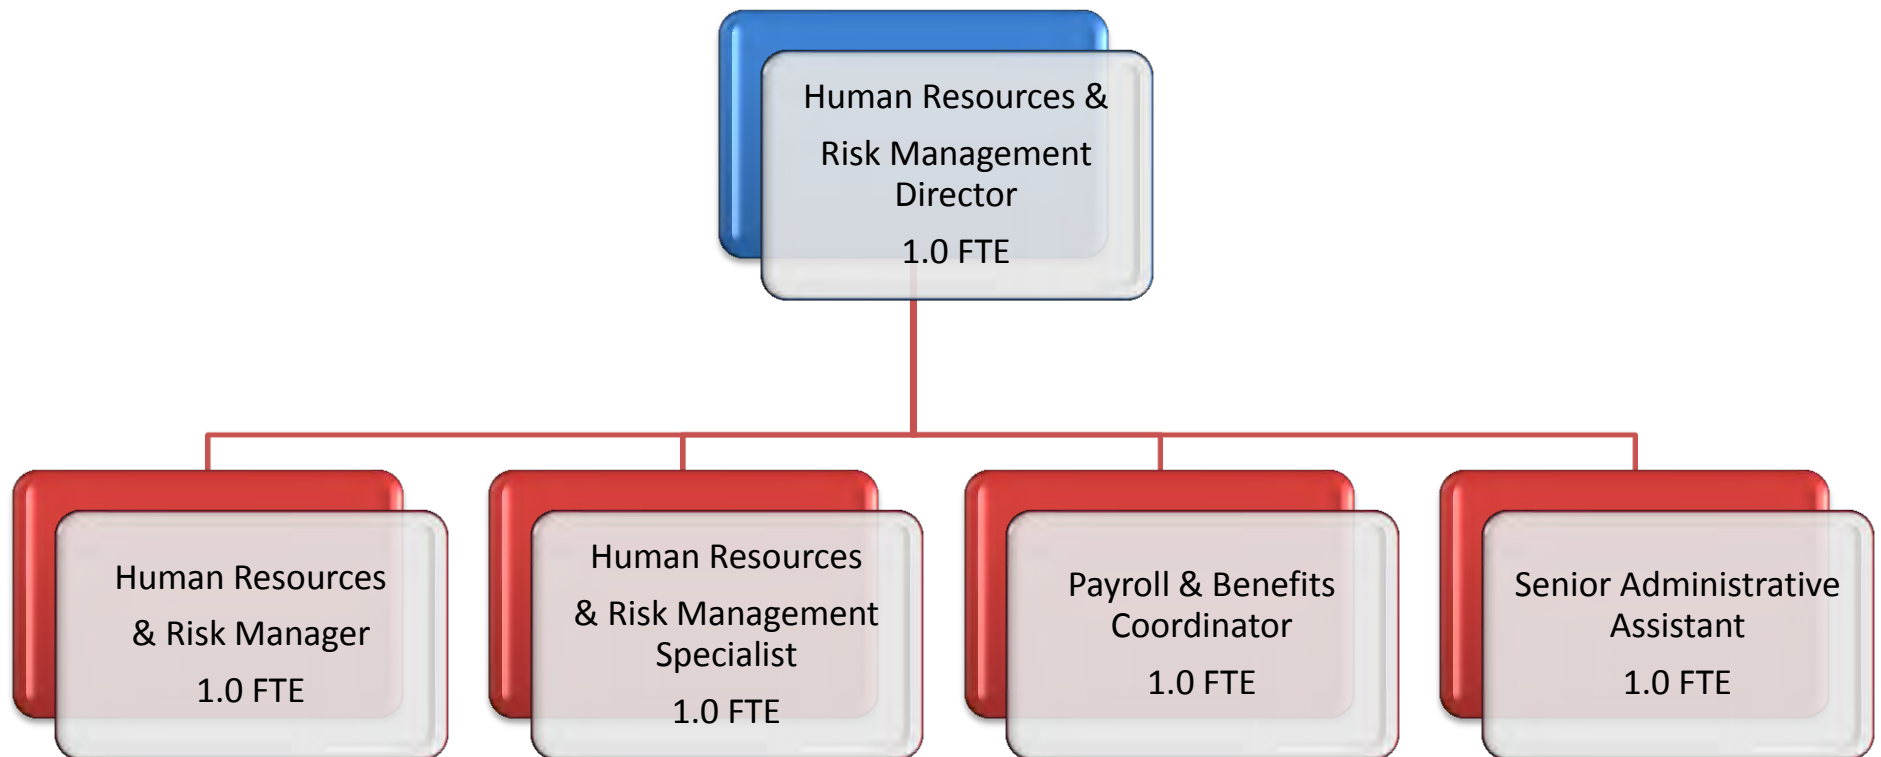 Human Resources &
Risk Management
Director
1.0 FTE
Human Resources
& Risk Manager
1.0 FTE
Human Resources
& Risk Management
Specialist
1.0 FTE
Payroll & Benefits
Coordinator
1.0 FTE
Senior Administrative
Assistant
1.0 FTE